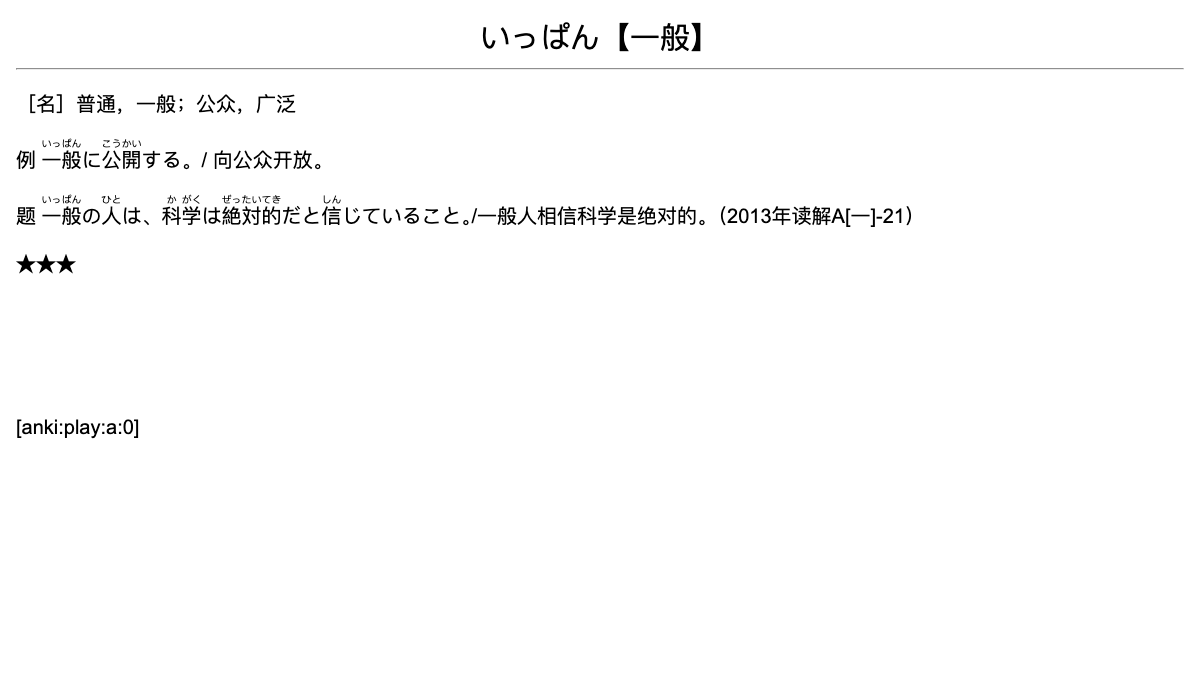 いっぱん【一般】
［名］普通，一般；公众，广泛
いっぱん こうかい
例 一般に公開する。/ 向公众开放。
いっぱん ひと か がく ぜったいてき しん
题 一般の人は、科学は絶対的だと信じていること。/一般人相信科学是绝对的。（2013年读解A[一]-21）
★★★
[anki:play:a:0]